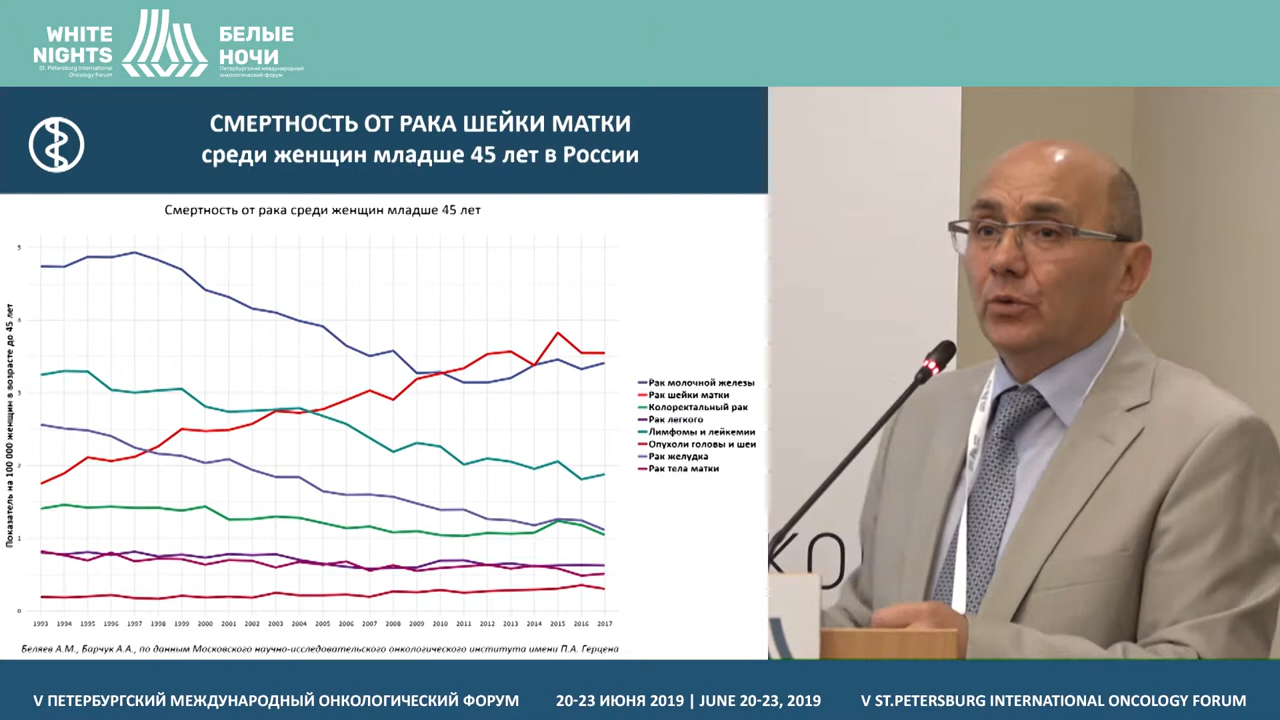 WHITE
NIGHTS
St. Petersburg International
Oncology Forum
БЕЛЫЕ
НОЧИ
Петербургский международный
онкологический форум
СМЕРТНОСТЬ ОТ РАКА ШЕЙКИ МАТКИ
среди женщин младше 45 лет в России
Смертность от рака среди женщин младше 45 лет
Показатель на 100 000 женщин в возрасте до 45 лет
5
4
3
2
1
0
1993 1994 1995 1996 1997 1998 1999 2000 2001 2002 2003 2004 2005 2006 2007 2008 2009 2010 2011 2012 2013 2014 2015 2016 2017
Рак молочной железы
Рак шейки матки
Колоректальный рак
Рак легкого
Лимфомы и лейкемии
Опухоли головы и шеи
Рак желудка
Рак тела матки
Беляев А.М., Барчук А.А., по данным Московского научно-исследовательского онкологического института имени П.А. Герцена
V ПЕТЕРБУРГСКИЙ МЕЖДУНАРОДНЫЙ ОНКОЛОГИЧЕСКИЙ ФОРУМ
20-23 ИЮНЯ 2019 | JUNE 20-23, 2019
V ST.PETERSBURG INTERNATIONAL ONCOLOGY FORUM